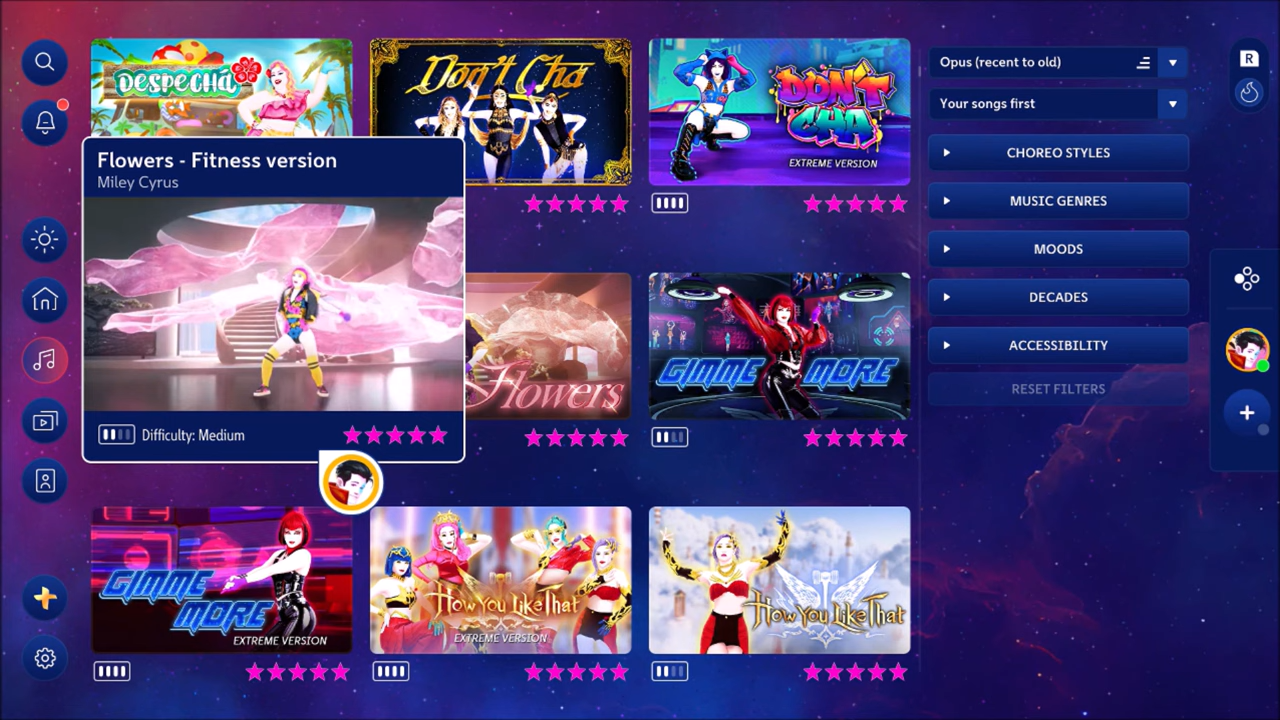 DESPECHÁ
Don't Cha
DON'T
CHA
EXTREME VERSION
Flowers - Fitness version
Miley Cyrus
Difficulty: Medium
Flowers
GIMME MORE
GIMME
MORE
EXTREME VERSION
How You Like That
EXTREME VERSION
How You Like That
Opus (recent to old)
Your songs first
CHOREO STYLES
MUSIC GENRES
MOODS
DECADES
ACCESSIBILITY
RESET FILTERS
R